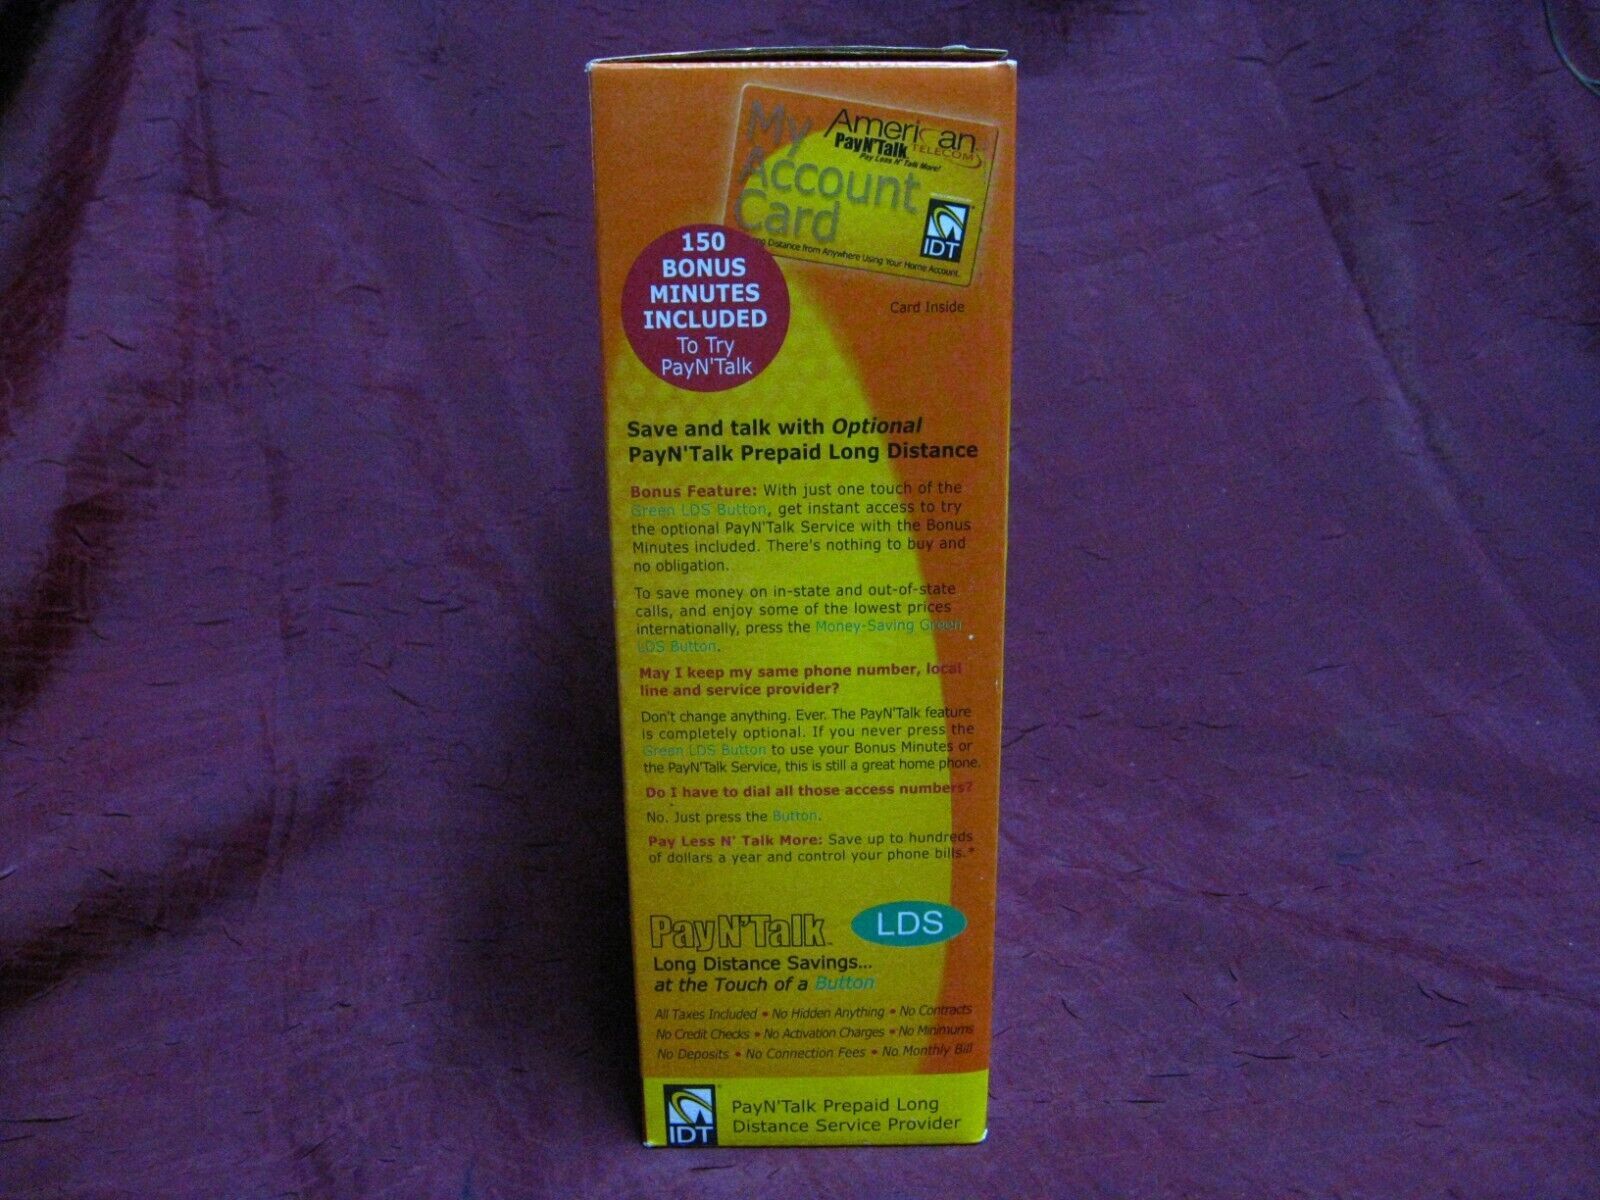 My
Account
Card
American
TELECOM
PayN'Talk
Pay Less N' Talk More!
Distance from Anywhere Using Your Home Account.
IDT
Card Inside
150
BONUS
MINUTES
INCLUDED
To Try
PayN'Talk
Save and talk with Optional
PayN'Talk Prepaid Long Distance
Bonus Feature: With just one touch of the
Green LDS Button, get instant access to try
the optional PayN'Talk Service with the Bonus
Minutes included. There's nothing to buy and
no obligation.
To save money on in-state and out-of-state
calls, and enjoy some of the lowest prices
internationally, press the Money-Saving Green
LDS Button.
May I keep my same phone number, local
line and service provider?
Don't change anything. Ever. The PayN'Talk feature
is completely optional. If you never press the
Green LDS Button to use your Bonus Minutes or
the PayN'Talk Service, this is still a great home phone.
Do I have to dial all those access numbers?
No. Just press the Button.
Pay Less N' Talk More: Save up to hundreds
of dollars a year and control your phone bills.*
PayN'Talk™
LDS
Long Distance Savings...
at the Touch of a Button
All Taxes Included • No Hidden Anything • No Contracts
No Credit Checks • No Activation Charges • No Minimums
No Deposits • No Connection Fees • No Monthly Bill
IDT®
PayN'Talk Prepaid Long
Distance Service Provider